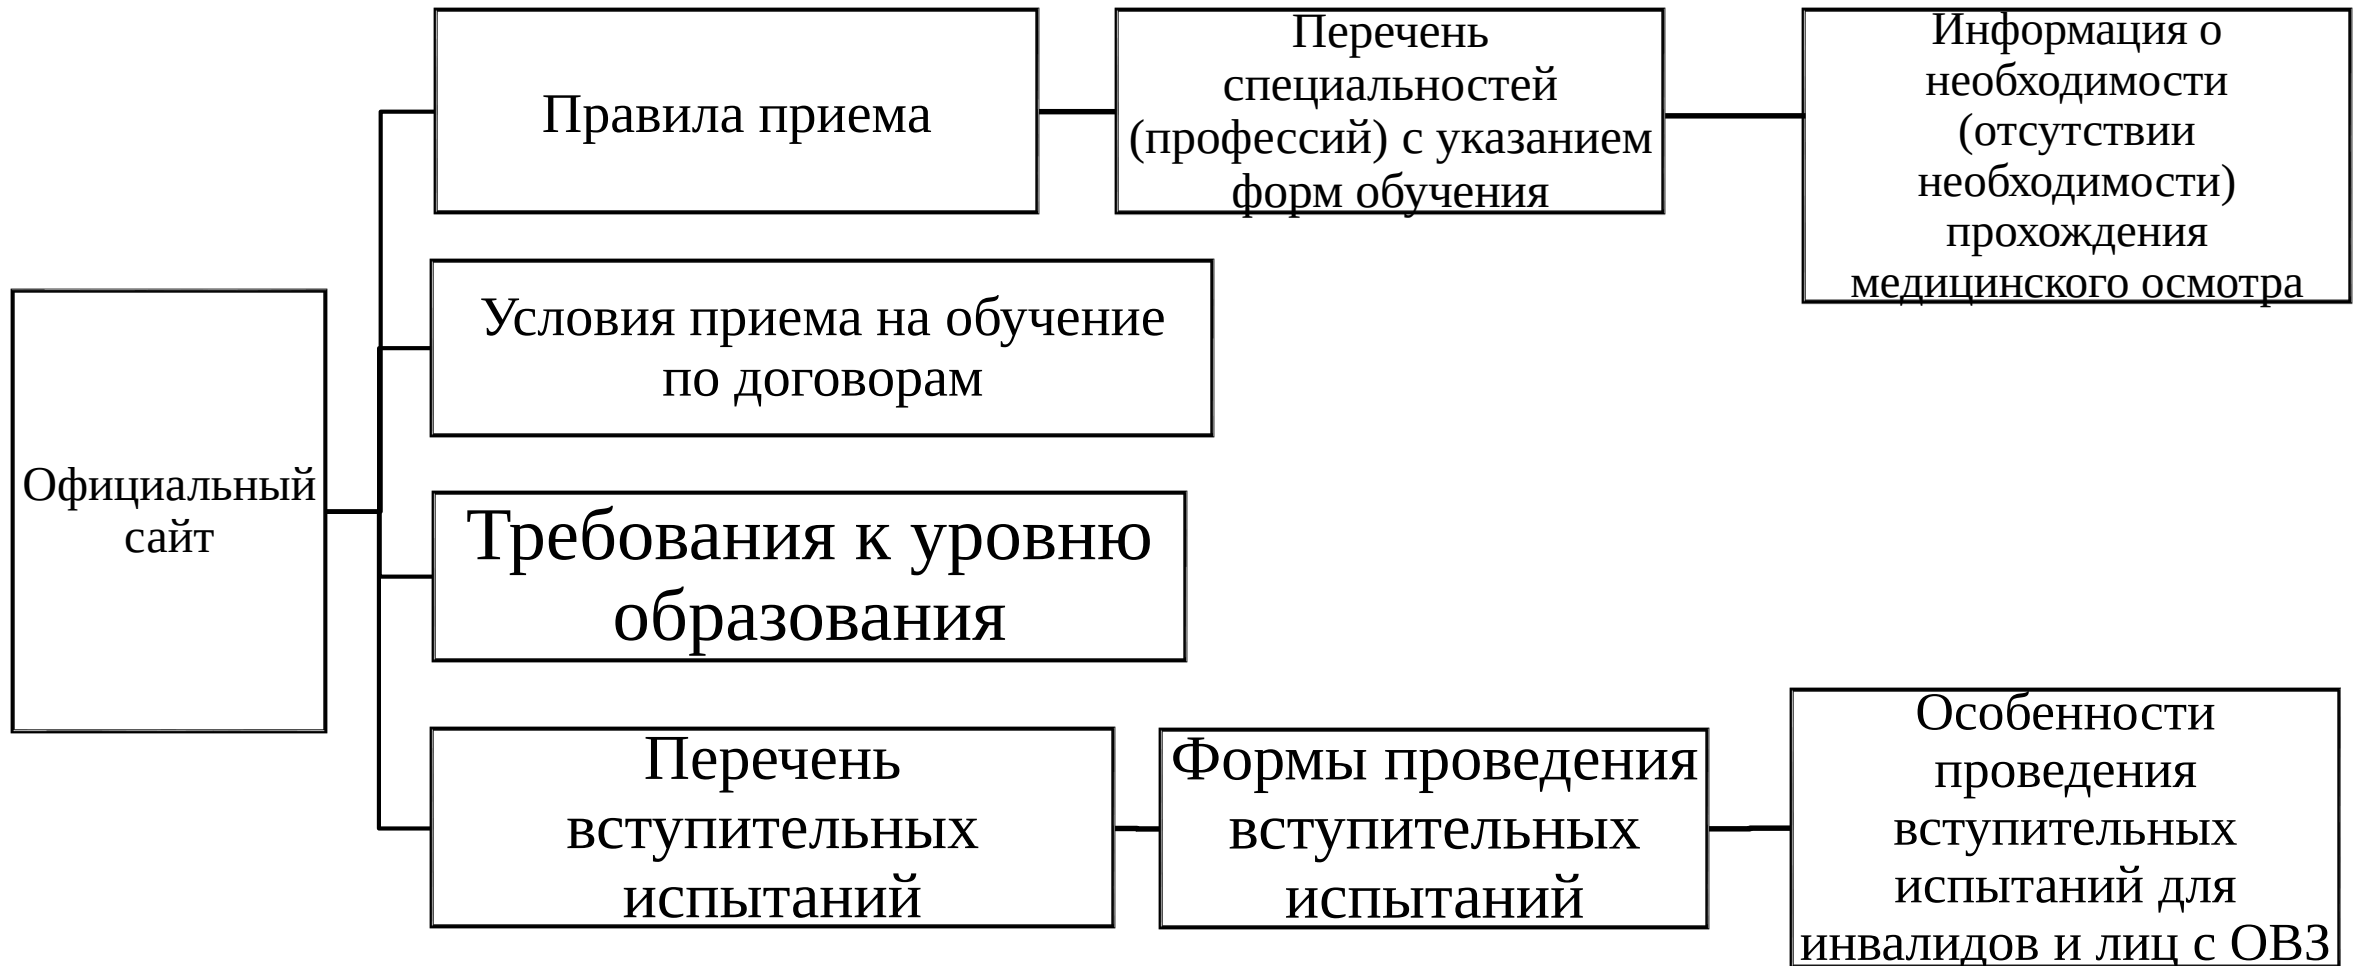 Правила приема
Перечень
специальностей
(профессий) с указанием
форм обучения
Информация о
необходимости
(отсутствии
необходимости)
прохождения
медицинского осмотра
Официальный
сайт
Условия приема на обучение
по договорам
Требования к уровню
образования
Перечень
вступительных
испытаний
Формы проведения
вступительных
испытаний
Особенности
проведения
вступительных
испытаний для
инвалидов и лиц с ОВЗ